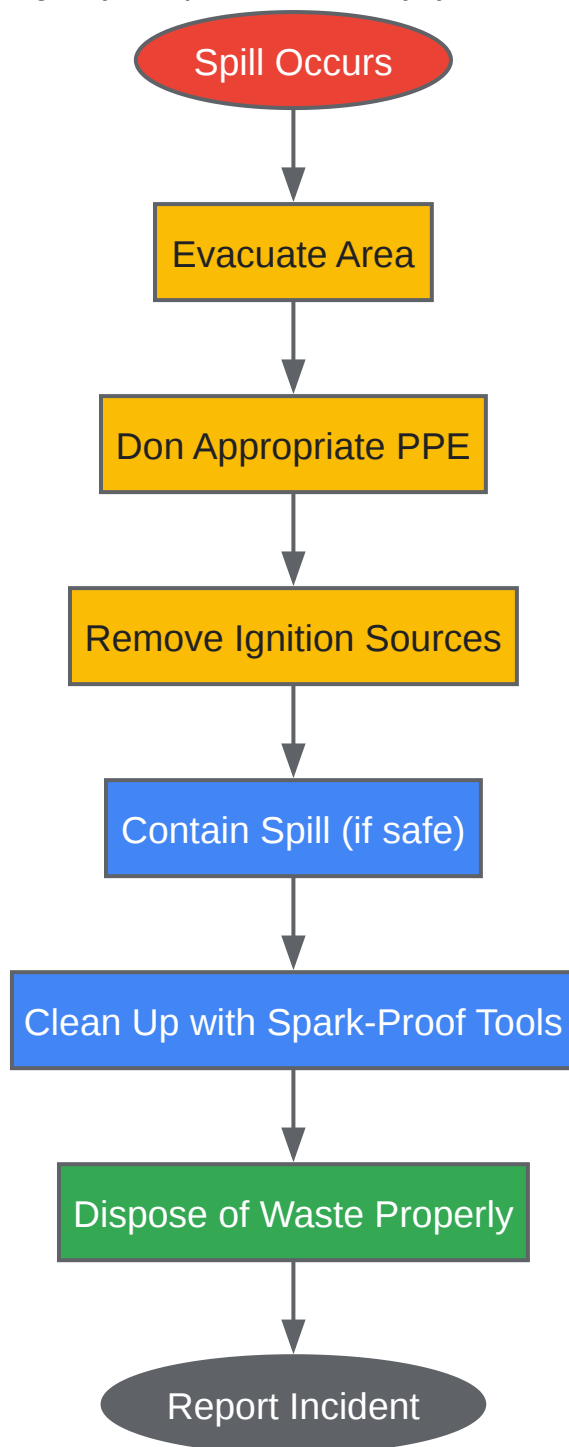 Spill Occurs
Evacuate Area
Don Appropriate PPE
Remove Ignition Sources
Contain Spill (if safe)
Clean Up with Spark-Proof Tools
Dispose of Waste Properly
Report Incident